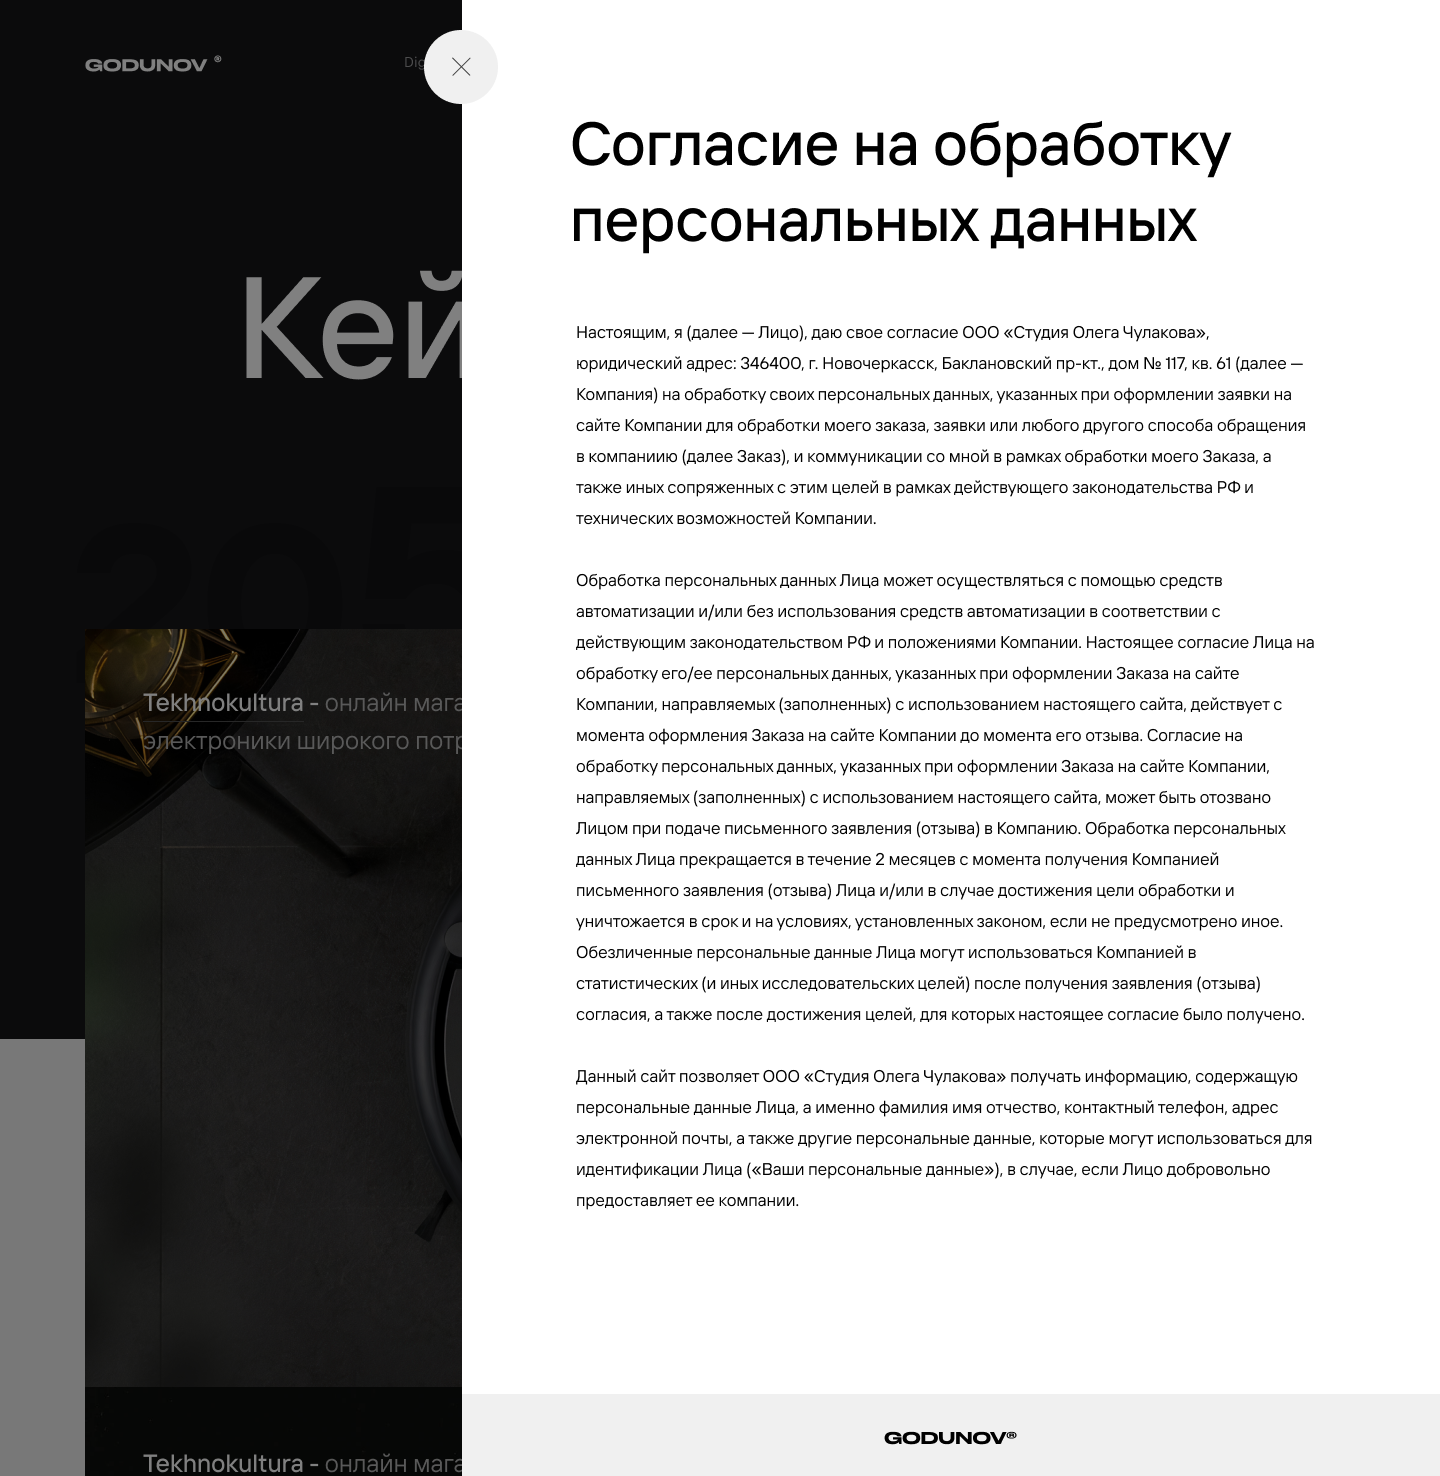 GODUNOV ®
Dig
Кей
205
Tekhnokultura - онлайн мага
электроники широкого потр
Tekhnokultura - онлайн мага
Согласие на обработку
персональных данных
Настоящим, я (далее — Лицо), даю свое согласие ООО «Студия Олега Чулакова»,
юридический адрес: 346400, г. Новочеркасск, Баклановский пр-кт., дом № 117, кв. 61 (далее —
Компания) на обработку своих персональных данных, указанных при оформлении заявки на
сайте Компании для обработки моего заказа, заявки или любого другого способа обращения
в компаниию (далее Заказ), и коммуникации со мной в рамках обработки моего Заказа, а
также иных сопряженных с этим целей в рамках действующего законодательства РФ и
технических возможностей Компании.
Обработка персональных данных Лица может осуществляться с помощью средств
автоматизации и/или без использования средств автоматизации в соответствии с
действующим законодательством РФ и положениями Компании. Настоящее согласие Лица на
обработку его/ее персональных данных, указанных при оформлении Заказа на сайте
Компании, направляемых (заполненных) с использованием настоящего сайта, действует с
момента оформления Заказа на сайте Компании до момента его отзыва. Согласие на
обработку персональных данных, указанных при оформлении Заказа на сайте Компании,
направляемых (заполненных) с использованием настоящего сайта, может быть отозвано
Лицом при подаче письменного заявления (отзыва) в Компанию. Обработка персональных
данных Лица прекращается в течение 2 месяцев с момента получения Компанией
письменного заявления (отзыва) Лица и/или в случае достижения цели обработки и
уничтожается в срок и на условиях, установленных законом, если не предусмотрено иное.
Обезличенные персональные данные Лица могут использоваться Компанией в
статистических (и иных исследовательских целей) после получения заявления (отзыва)
согласия, а также после достижения целей, для которых настоящее согласие было получено.
Данный сайт позволяет ООО «Студия Олега Чулакова» получать информацию, содержащую
персональные данные Лица, а именно фамилия имя отчество, контактный телефон, адрес
электронной почты, а также другие персональные данные, которые могут использоваться для
идентификации Лица («Ваши персональные данные»), в случае, если Лицо добровольно
предоставляет ее компании.
GODUNOV®